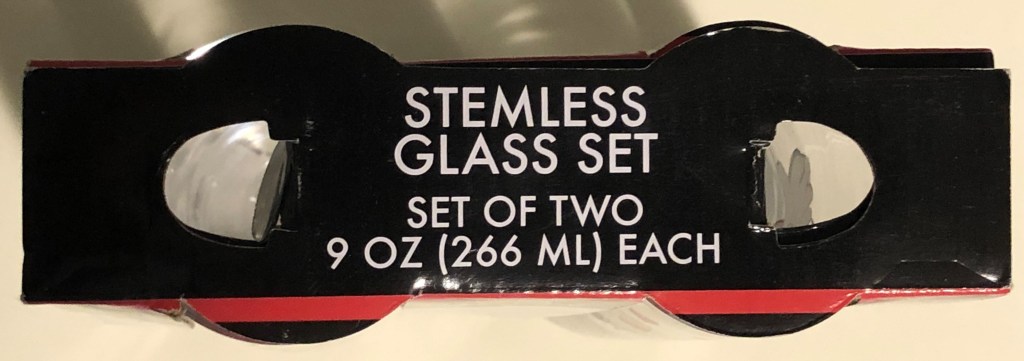 STEMLESS
GLASS SET
SET OF TWO
9 OZ (266 ML) EACH